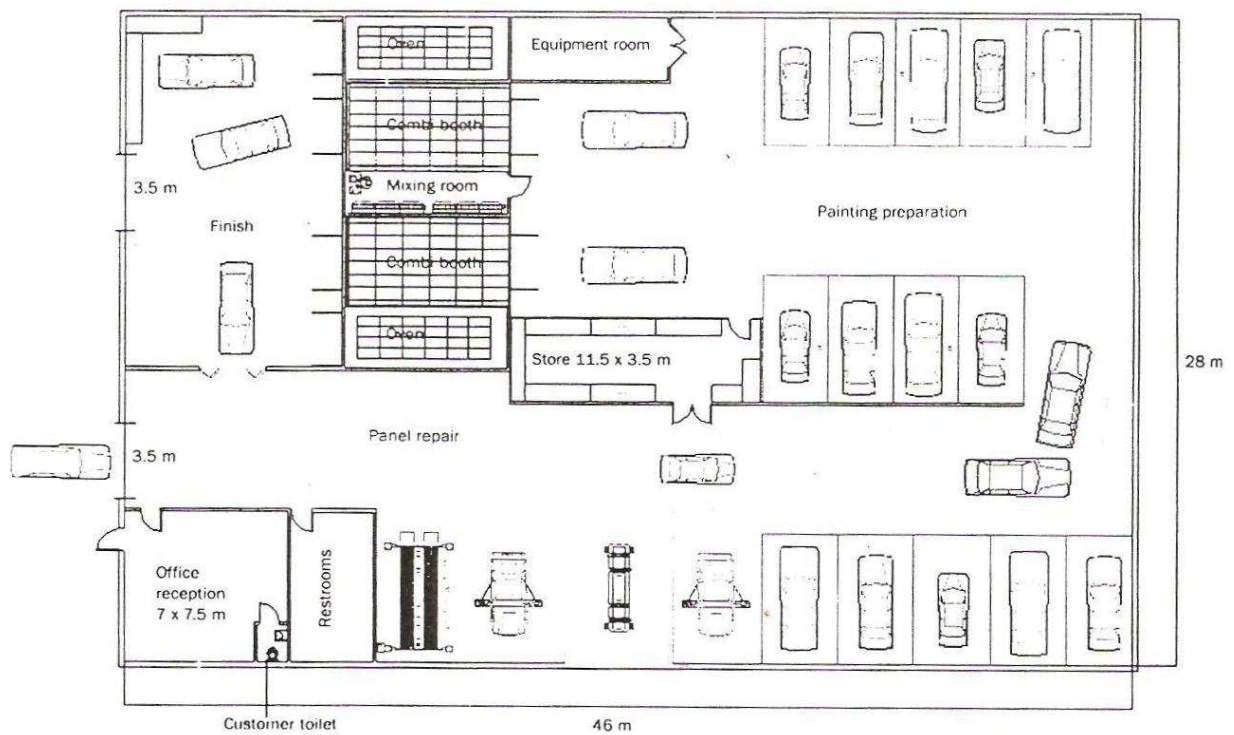 Oven
Equipment room
Combi booth
3.5 m
Mixing room
Finish
Painting preparation
Combi booth
Oven
Store 11.5 x 3.5 m
28 m
Panel repair
3.5 m
Office
reception
7 x 7.5 m
Restrooms
Customer toilet
46 m